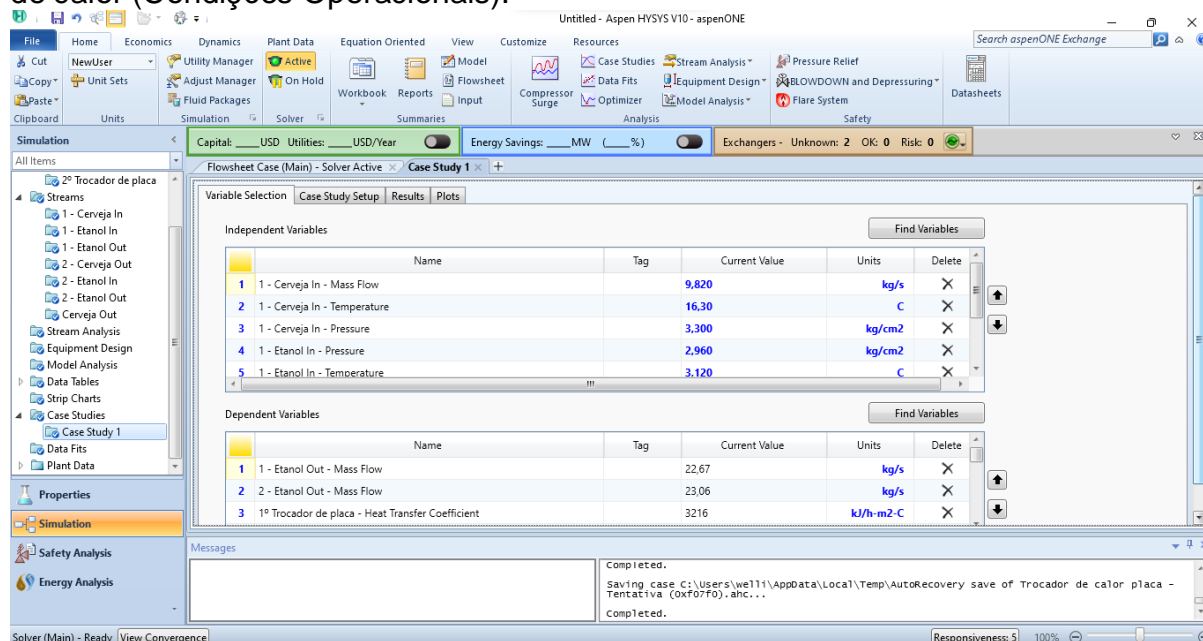 de calor (Condições Operacionais).
Untitled - Aspen HYSYS V10 - aspenONE
File Home Economics Dynamics Plant Data Equation Oriented View Customize Resources Search aspenONE Exchange
Cut NewUser Utility Manager Active Model Case Studies Stream Analysis Pressure Relief
Copy Unit Sets Adjust Manager On Hold Workbook Reports Flowsheet Compressor Surge Data Fits Equipment Design BLOWDOWN and Depressuring Datasheets
Paste Fluid Packages Input Optimizer Model Analysis Flare System
Clipboard Units Simulation Solver Summaries Analysis Safety
Simulation <
Capital: ____USD Utilities: ____USD/Year Energy Savings: ____MW (____%) Exchangers - Unknown: 2 OK: 0 Risk: 0
All Items
Flowsheet Case (Main) - Solver Active Case Study 1 +
2º Trocador de placa
Streams
1 - Cerveja In
1 - Etanol In
1 - Etanol Out
2 - Cerveja Out
2 - Etanol In
2 - Etanol Out
Cerveja Out
Stream Analysis
Equipment Design
Model Analysis
Data Tables
Strip Charts
Case Studies
Case Study 1
Data Fits
Plant Data
Properties
Simulation
Safety Analysis
Energy Analysis
Variable Selection Case Study Setup Results Plots
Independent Variables Find Variables
Name Tag Current Value Units Delete
1 1 - Cerveja In - Mass Flow 9,820 kg/s
2 1 - Cerveja In - Temperature 16,30 C
3 1 - Cerveja In - Pressure 3,300 kg/cm2
4 1 - Etanol In - Pressure 2,960 kg/cm2
5 1 - Etanol In - Temperature 3,120 C
Dependent Variables Find Variables
Name Tag Current Value Units Delete
1 1 - Etanol Out - Mass Flow 22,67 kg/s
2 2 - Etanol Out - Mass Flow 23,06 kg/s
3 1º Trocador de placa - Heat Transfer Coefficient 3216 kJ/h-m2-C
Messages
Completed.
Saving case C:\Users\welli\AppData\Local\Temp\AutoRecovery save of Trocador de calor placa -
Tentativa (0xf07f0).ahc...
Completed.
Solver (Main) - Ready View Convergence Responsiveness: 5 100%